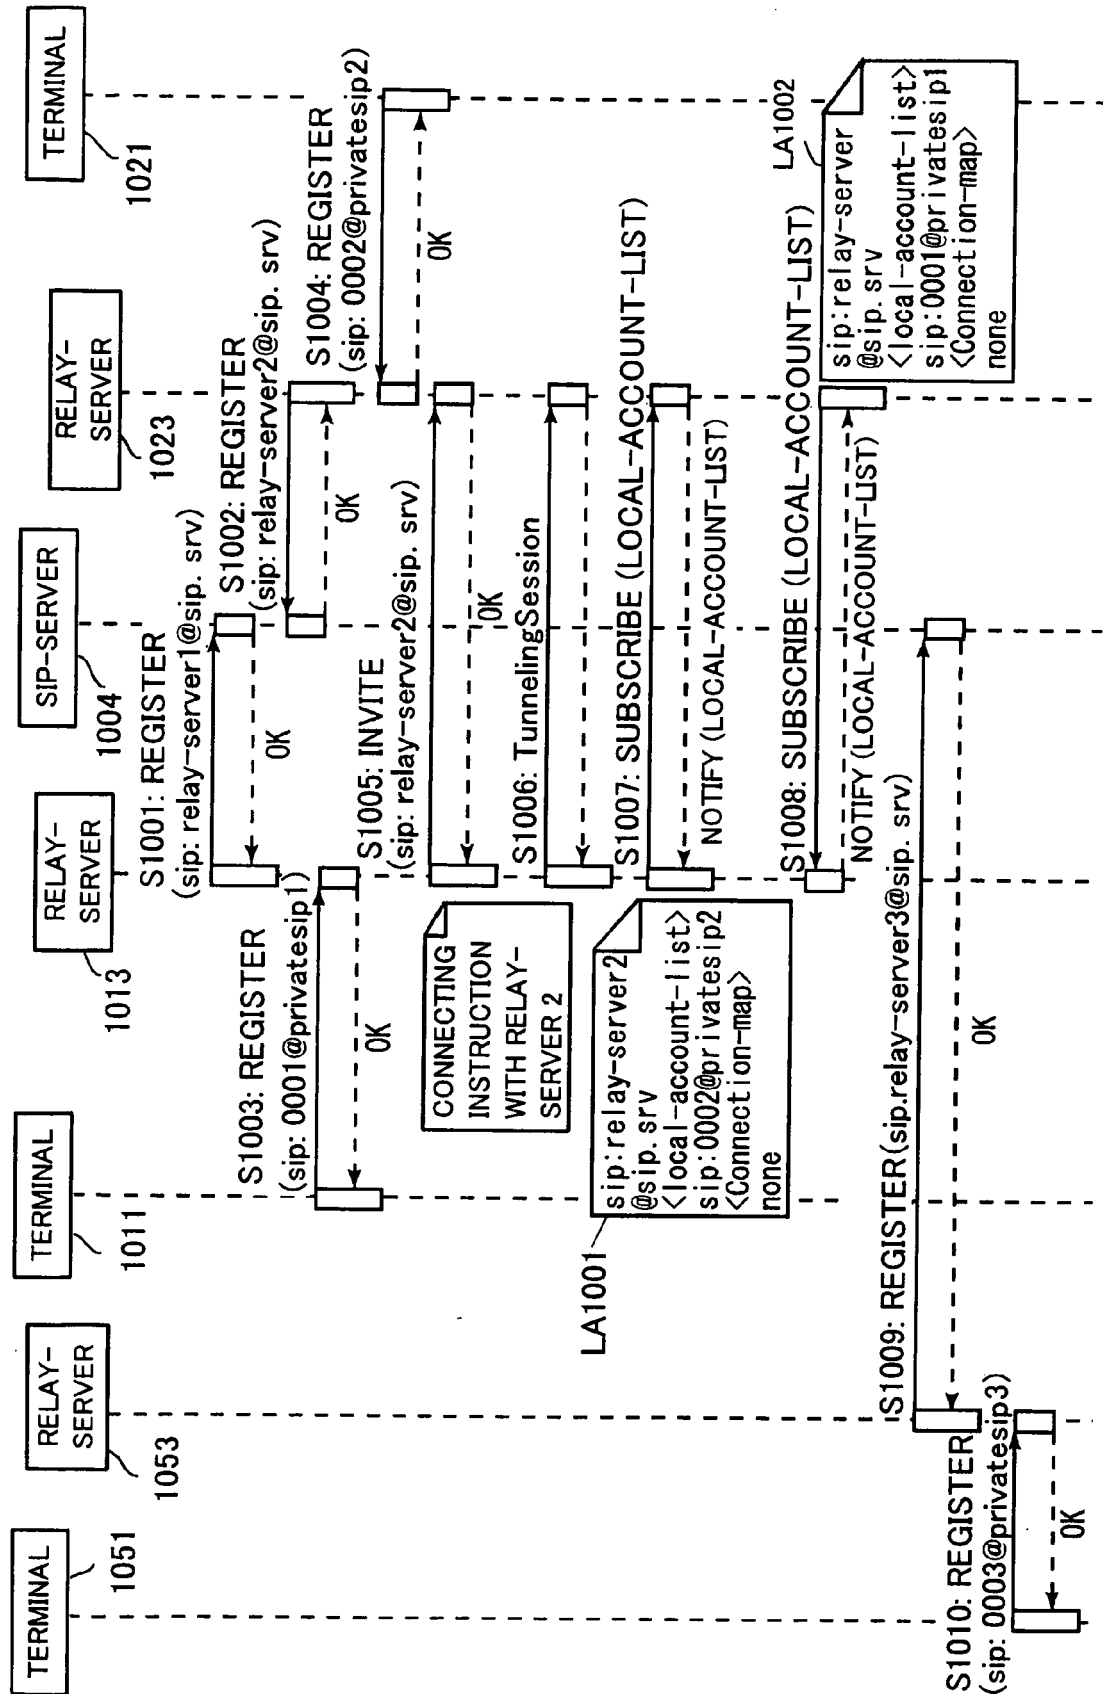 TERMINAL
1051
RELAY-
SERVER
1053
TERMINAL
1011
RELAY-
SERVER
1013
SIP-SERVER
1004
RELAY-
SERVER
1023
TERMINAL
1021
S1001: REGISTER
(sip: relay-server1@sip. srv)
OK
S1002: REGISTER
(sip: relay-server2@sip. srv)
OK
S1003: REGISTER
(sip: 0001@privatesip1)
OK
S1004: REGISTER
(sip: 0002@privatesip2)
OK
CONNECTING
INSTRUCTION
WITH RELAY-
SERVER 2
S1005: INVITE
(sip: relay-server2@sip. srv)
OK
S1006: TunnelingSession
S1007: SUBSCRIBE (LOCAL-ACCOUNT-LIST)
NOTIFY (LOCAL-ACCOUNT-LIST)
LA1001
sip:relay-server2
@sip.srv
<local-account-list>
sip:0002@privatesip2
<Connection-map>
none
S1008: SUBSCRIBE (LOCAL-ACCOUNT-LIST)
NOTIFY (LOCAL-ACCOUNT-LIST)
LA1002
sip:relay-server
@sip.srv
<local-account-list>
sip:0001@privatesip1
<Connection-map>
none
S1009: REGISTER(sip.relay-server3@sip. srv)
OK
S1010: REGISTER
(sip: 0003@privatesip3)
OK